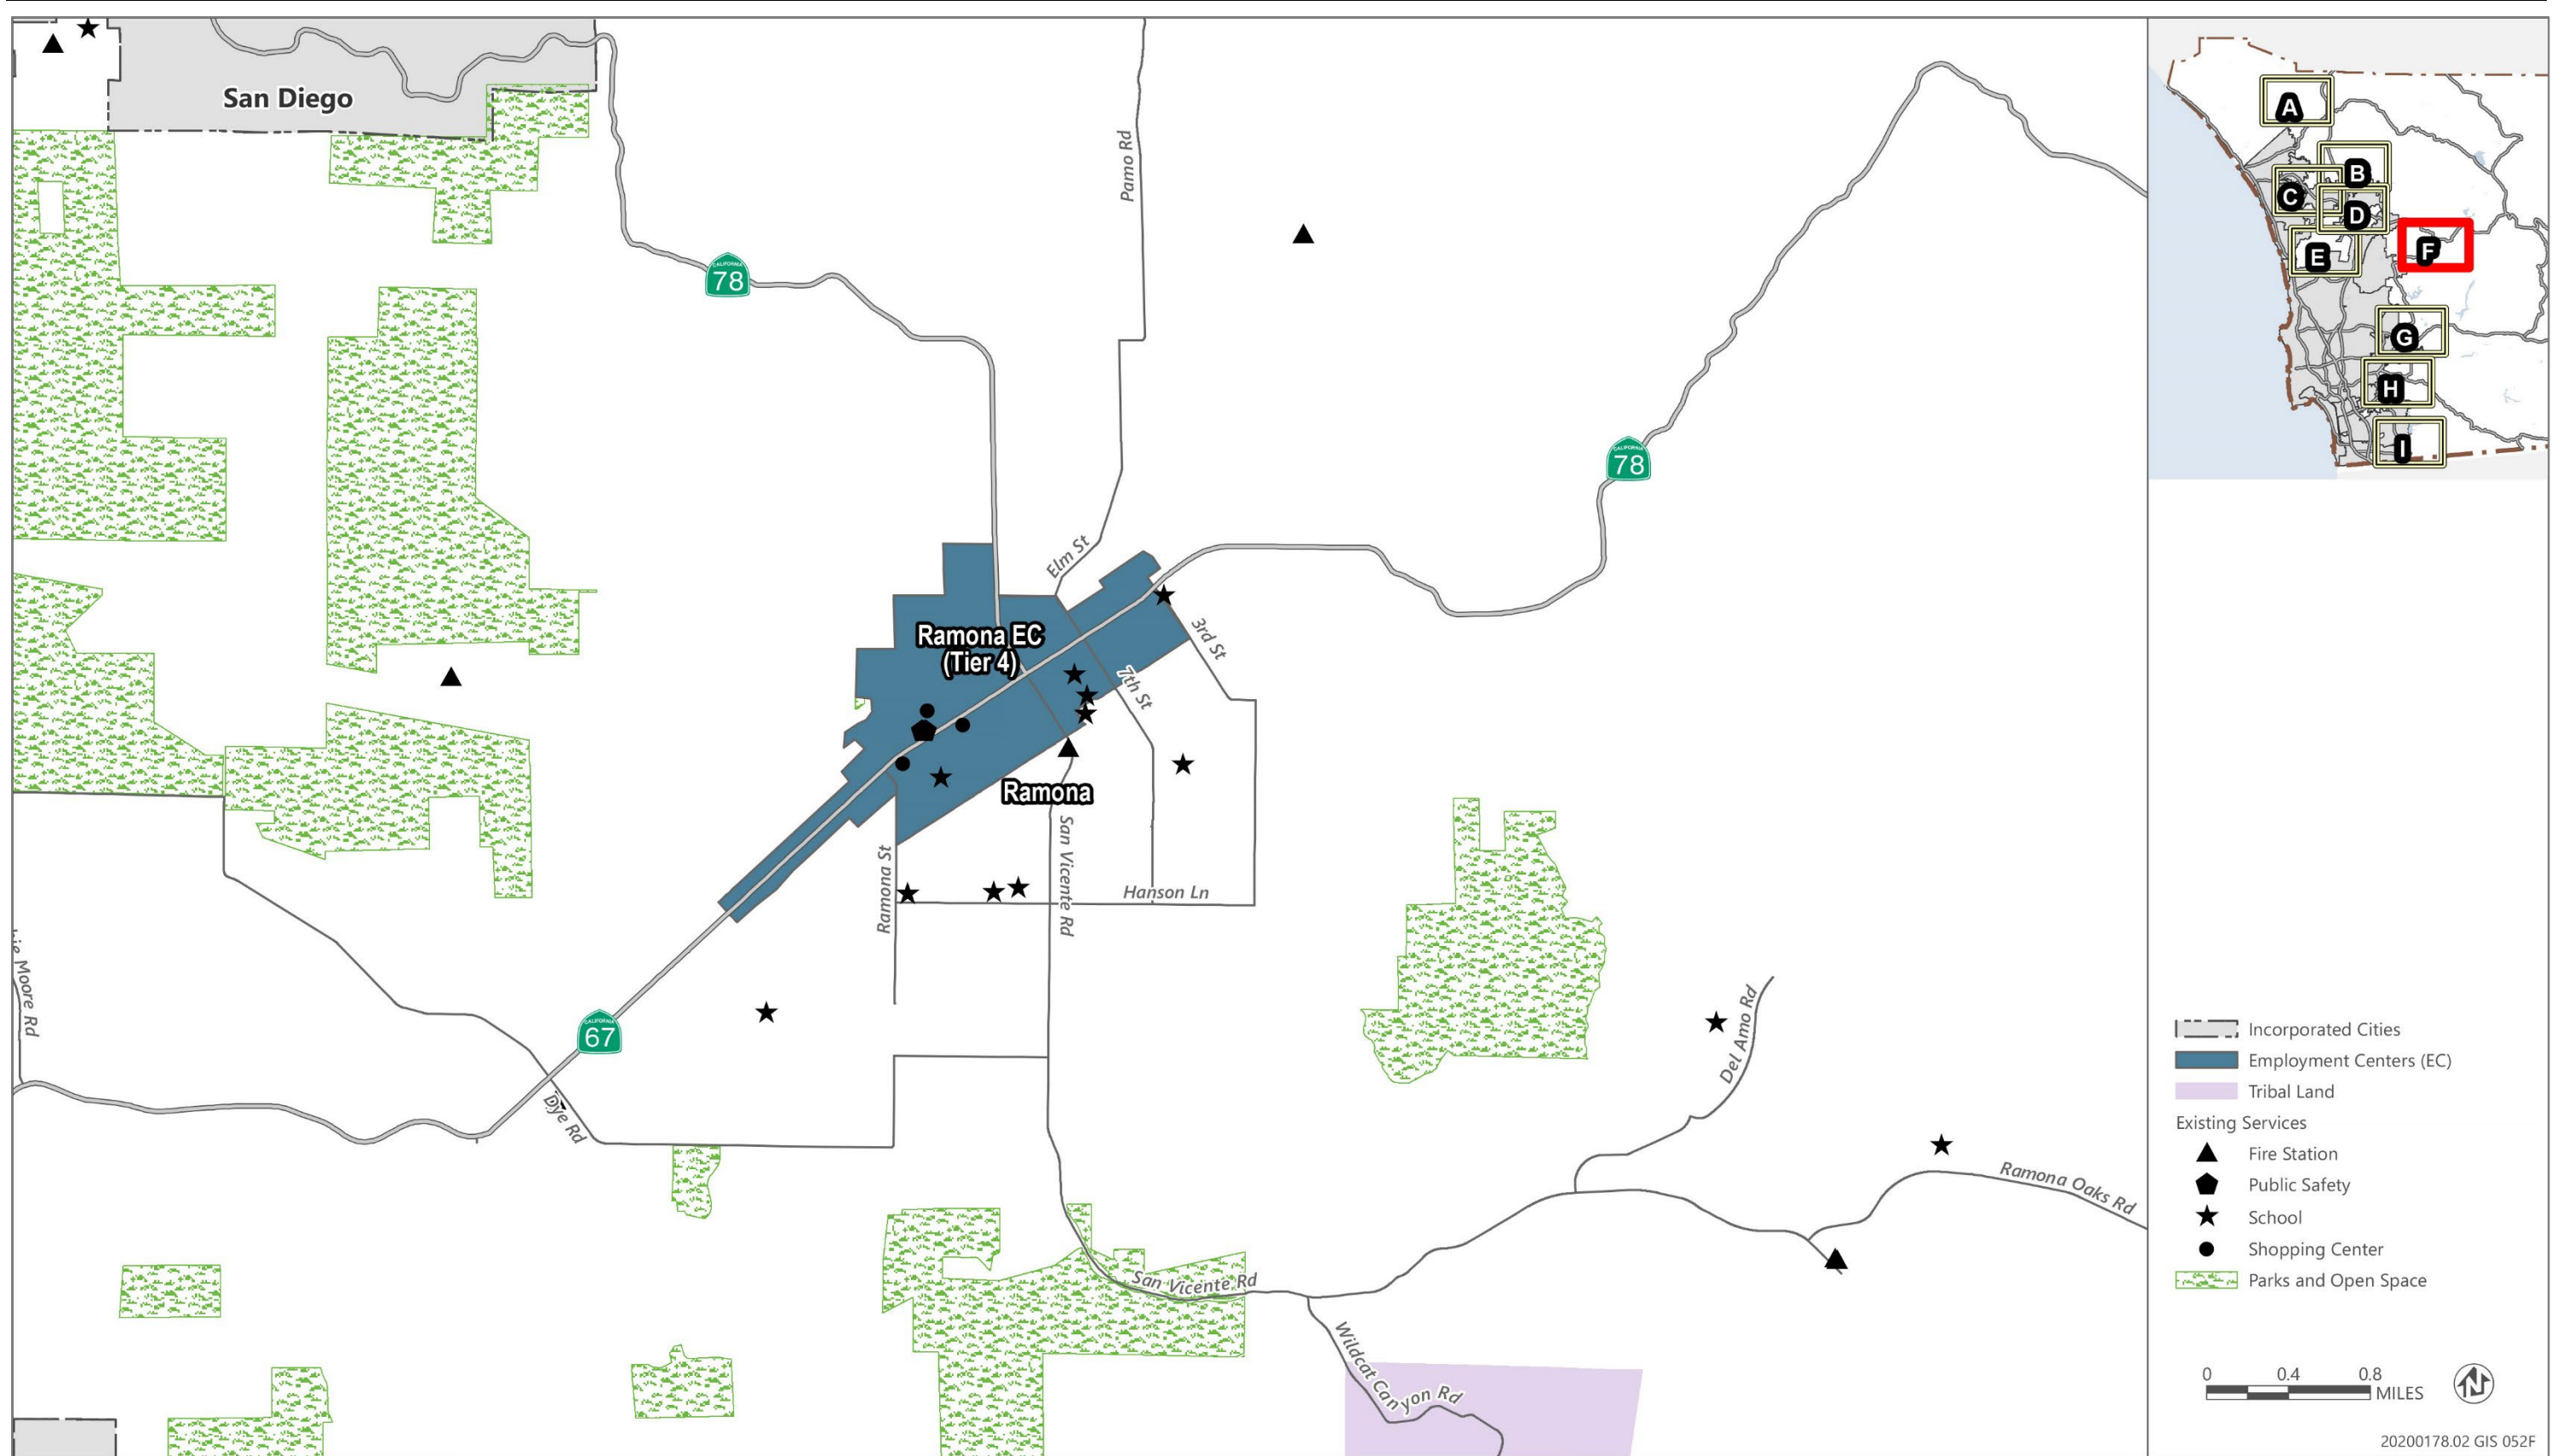 San Diego
Pamo Rd
CALIFORNIA
78
CALIFORNIA
78
Elm St
3rd St
7th St
Ramona EC
(Tier 4)
Ramona
Ramona St
San Vicente Rd
Hanson Ln
Moore Rd
CALIFORNIA
67
Dye Rd
Del Amo Rd
Ramona Oaks Rd
San Vicente Rd
Wildcat Canyon Rd
A
B
C
D
E
F
G
H
I
Incorporated Cities
Employment Centers (EC)
Tribal Land
Existing Services
Fire Station
Public Safety
School
Shopping Center
Parks and Open Space
0 0.4 0.8
MILES
N
20200178.02 GIS 052F